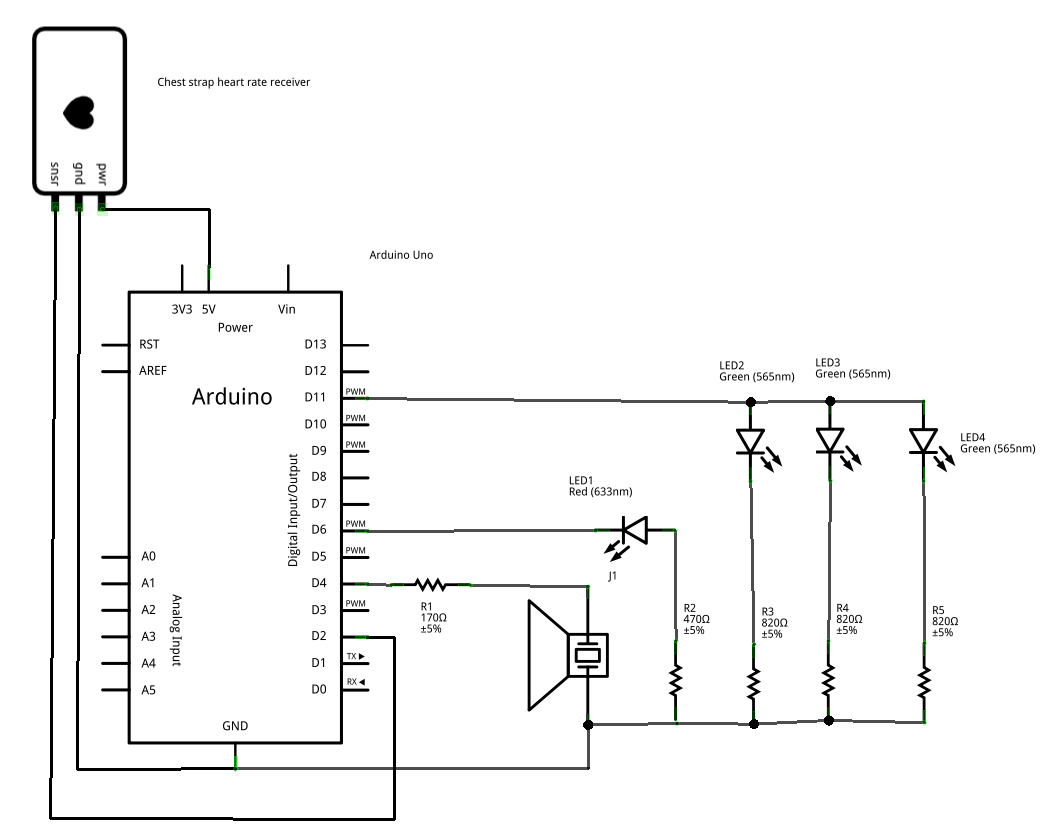 Chest strap heart rate receiver
snsr
gnd
pwr
Arduino Uno
3V3
5V
Vin
Power
RST
AREF
Arduino
D13
D12
D11
PWM
D10
PWM
D9
PWM
D8
D7
D6
PWM
D5
PWM
D4
D3
PWM
D2
D1
TX
D0
RX
Digital Input/Output
A0
A1
A2
A3
A4
A5
Analog Input
GND
LED2
Green (565nm)
LED3
Green (565nm)
LED4
Green (565nm)
LED1
Red (633nm)
J1
R1
170Ω
±5%
R2
470Ω
±5%
R3
820Ω
±5%
R4
820Ω
±5%
R5
820Ω
±5%